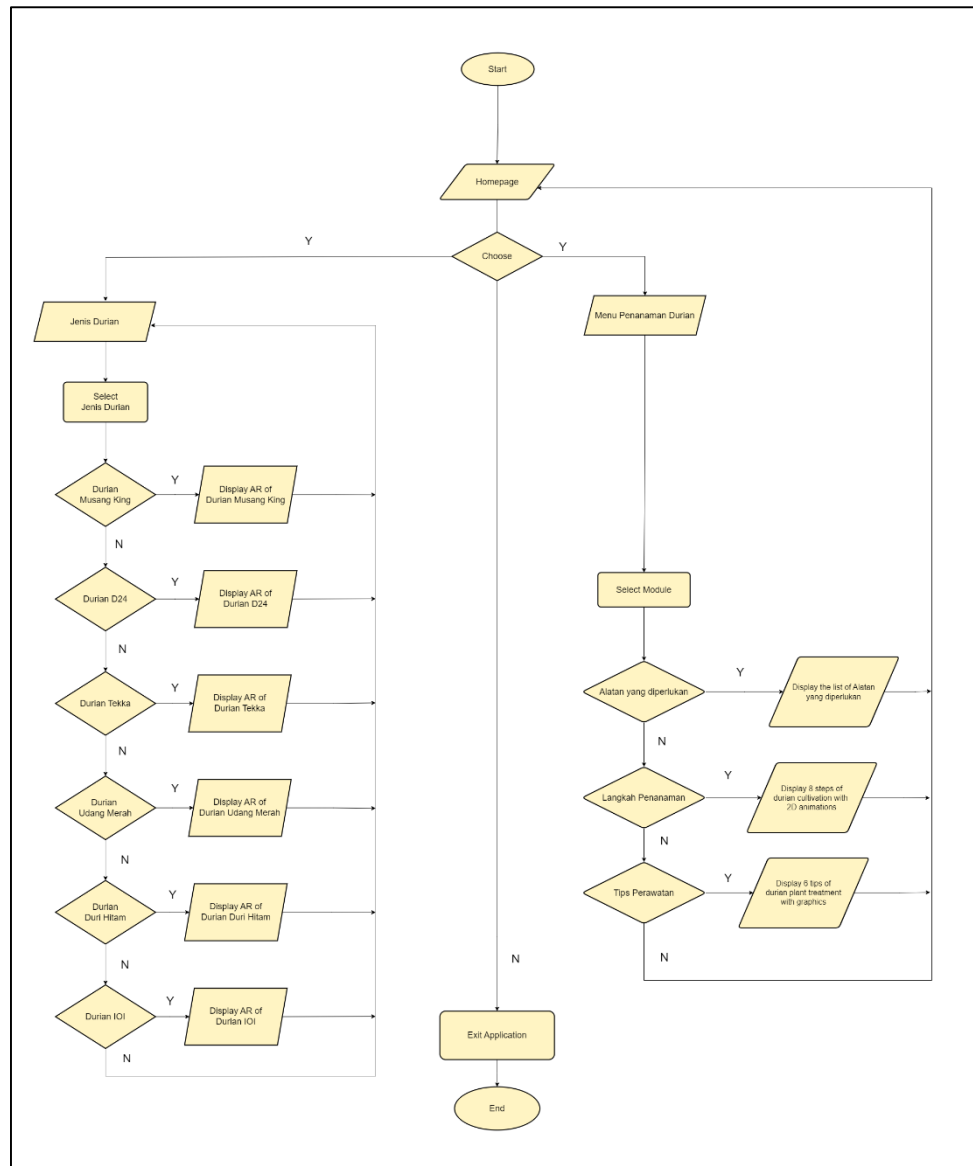 Start
Homepage
Choose
Y
Y
N
Jenis Durian
Select
Jenis Durian
Durian
Musang King
Y
Display AR of
Durian Musang King
N
Durian D24
Y
Display AR of
Durian D24
N
Durian Tekka
Y
Display AR of
Durian Tekka
N
Durian
Udang Merah
Y
Display AR of
Durian Udang Merah
N
Durian
Duri Hitam
Y
Display AR of
Durian Duri Hitam
N
Durian IOI
Y
Display AR of
Durian IOI
N
Menu Penanaman Durian
Select Module
Alatan yang diperlukan
Y
Display the list of Alatan
yang diperlukan
N
Langkah Penanaman
Y
Display 8 steps of
durian cultivation with
2D animations
N
Tips Perawatan
Y
Display 6 tips of
durian plant treatment
with graphics
N
Exit Application
End